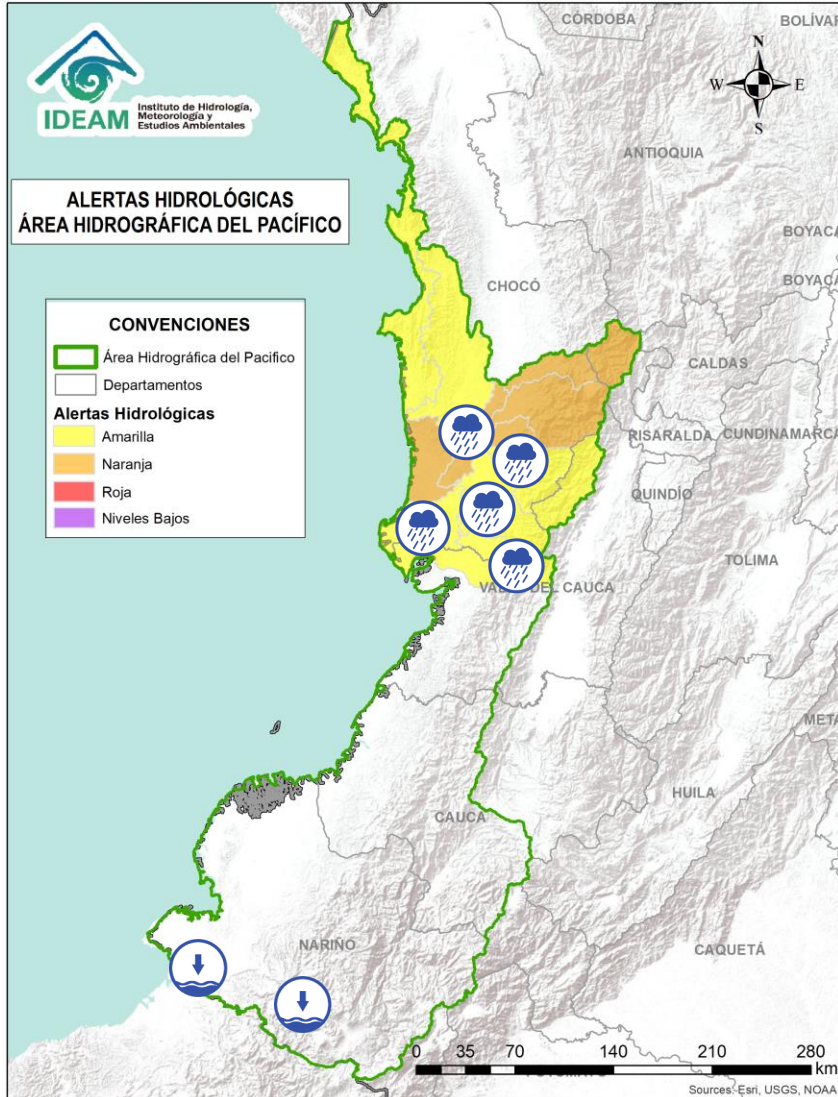 CÓRDOBA
BOLÍVAR
N
W E
S
IDEAM
Instituto de Hidrología,
Meteorología y
Estudios Ambientales
ANTIOQUIA
ALERTAS HIDROLÓGICAS
ÁREA HIDROGRÁFICA DEL PACÍFICO
BOYACÁ
BOYACÁ
CHOCÓ
CONVENCIONES
Área Hidrográfica del Pacifico
Departamentos
Alertas Hidrológicas
Amarilla
Naranja
Roja
Niveles Bajos
CALDAS
RISARALDA
CUNDINAMARCA
QUINDÍO
TOLIMA
DEL CAUCA
META
HUILA
CAUCA
NARIÑO
CAQUETÁ
0 35 70 140 210 280
km
Sources: Esri, USGS, NOAA